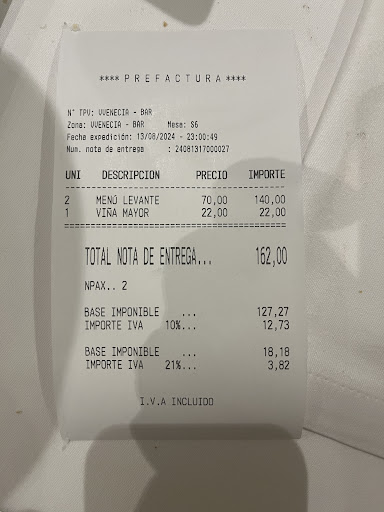 **** P R E F A C T U R A ****
Nº TPV: VVENECIA - BAR
Zona: VVENECIA - BAR Mesa: S6
Fecha expedición: 13/08/2024 - 23:00:49
Num. nota de entrega : 24081317000027
UNI DESCRIPCION PRECIO IMPORTE
2 MENÚ LEVANTE 70,00 140,00
1 VIÑA MAYOR 22,00 22,00
TOTAL NOTA DE ENTREGA... 162,00
NPAX.. 2
BASE IMPONIBLE ... 127,27
IMPORTE IVA 10%... 12,73
BASE IMPONIBLE ... 18,18
IMPORTE IVA 21%... 3,82
I.V.A INCLUIDO